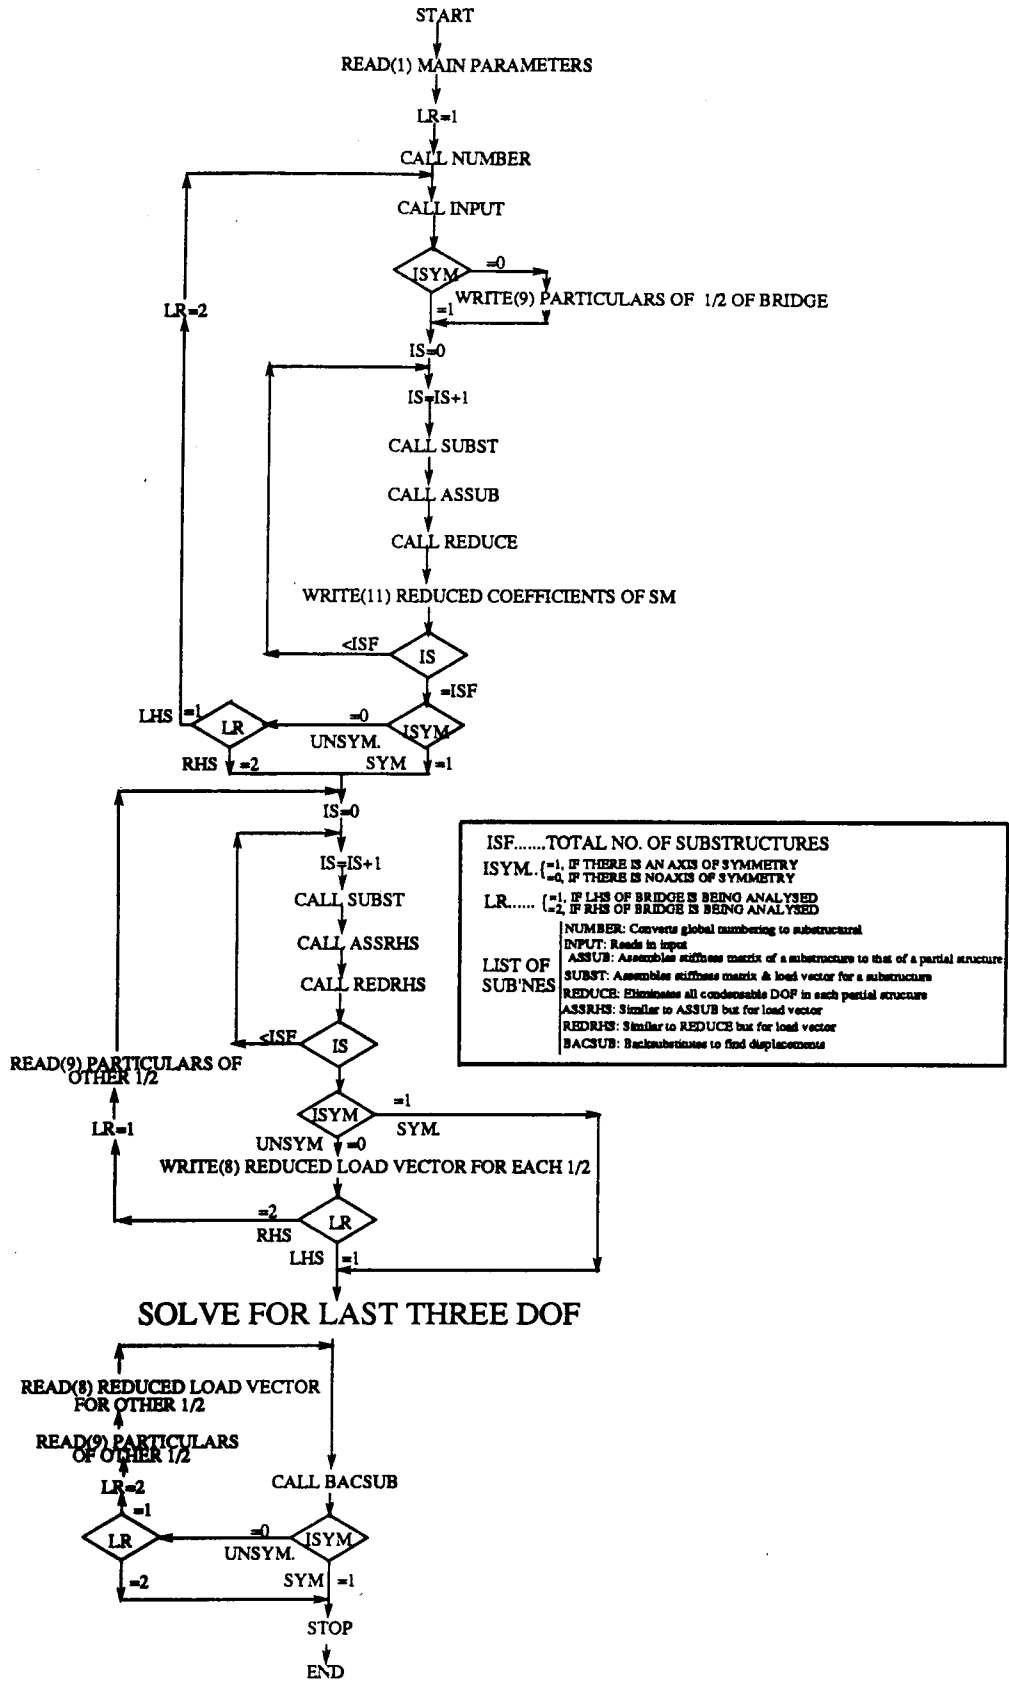 START
READ(1) MAIN PARAMETERS
LR=1
CALL NUMBER
CALL INPUT
ISYM
=0
WRITE(9) PARTICULARS OF 1/2 OF BRIDGE
=1
LR=2
IS=0
IS=IS+1
CALL SUBST
CALL ASSUB
CALL REDUCE
WRITE(11) REDUCED COEFFICIENTS OF SM
<ISF
IS
=ISF
LHS
=1
LR
=0
UNSYM.
ISYM
RHS
=2
SYM
=1
IS=0
IS=IS+1
CALL SUBST
CALL ASSRHS
CALL REDRHS
<ISF
IS
READ(9) PARTICULARS OF
OTHER 1/2
LR=1
ISYM
=1
SYM.
UNSYM
=0
WRITE(8) REDUCED LOAD VECTOR FOR EACH 1/2
=2
RHS
LR
LHS
=1
ISF.......TOTAL NO. OF SUBSTRUCTURES
ISYM..{=1, IF THERE IS AN AXIS OF SYMMETRY
=0, IF THERE IS NOAXIS OF SYMMETRY
LR...... {=1, IF LHS OF BRIDGE IS BEING ANALYSED
=2, IF RHS OF BRIDGE IS BEING ANALYSED
LIST OF
SUB'NES
NUMBER: Converts global numbering to substructural
INPUT: Reads in input
ASSUB: Assembles stiffness matrix of a substructure to that of a partial structure
SUBST: Assembles stiffness matrix & load vector for a substructure
REDUCE: Eliminates all condensable DOF in each partial structure
ASSRHS: Similar to ASSUB but for load vector
REDRHS: Similar to REDUCE but for load vector
BACSUB: Backsubstitutes to find displacements
SOLVE FOR LAST THREE DOF
READ(8) REDUCED LOAD VECTOR
FOR OTHER 1/2
READ(9) PARTICULARS
OF OTHER 1/2
LR=2
=1
LR
CALL BACSUB
=0
UNSYM.
ISYM
=2
SYM
=1
STOP
END